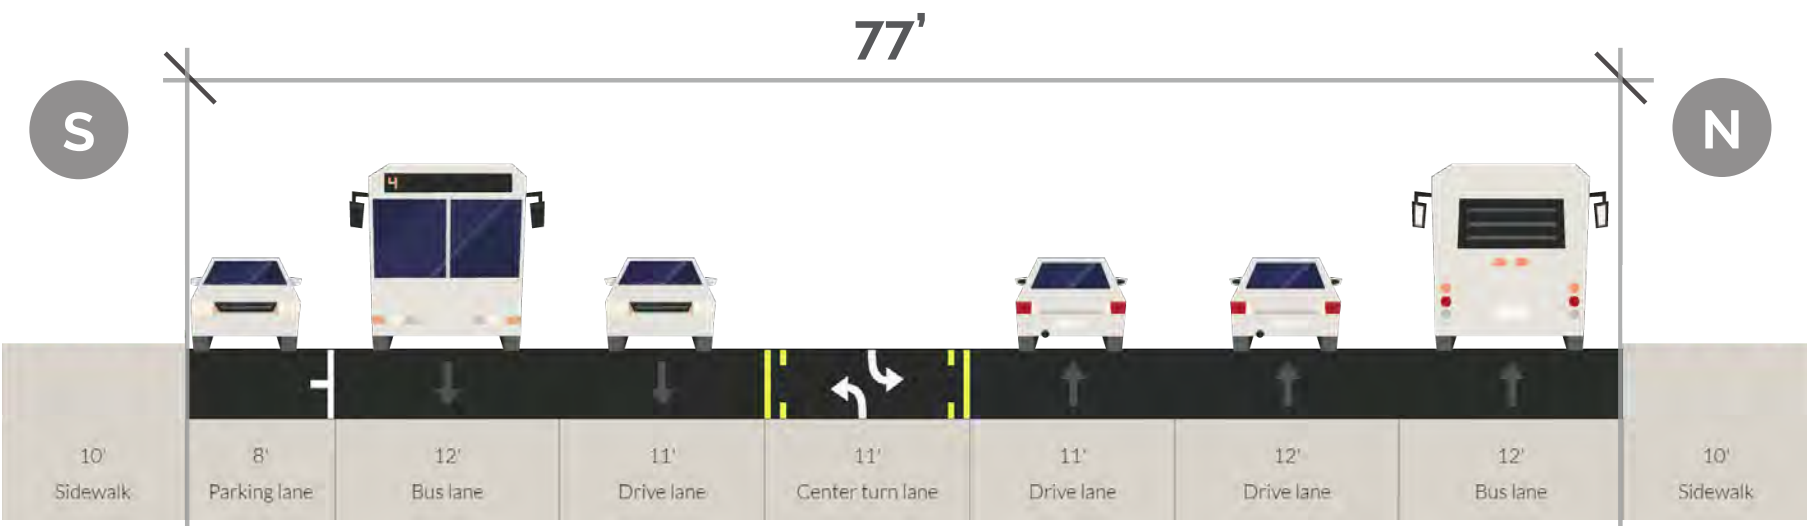 77'
S
N
4
10'
Sidewalk
8'
Parking lane
12'
Bus lane
11'
Drive lane
11'
Center turn lane
11'
Drive lane
12'
Drive lane
12'
Bus lane
10'
Sidewalk